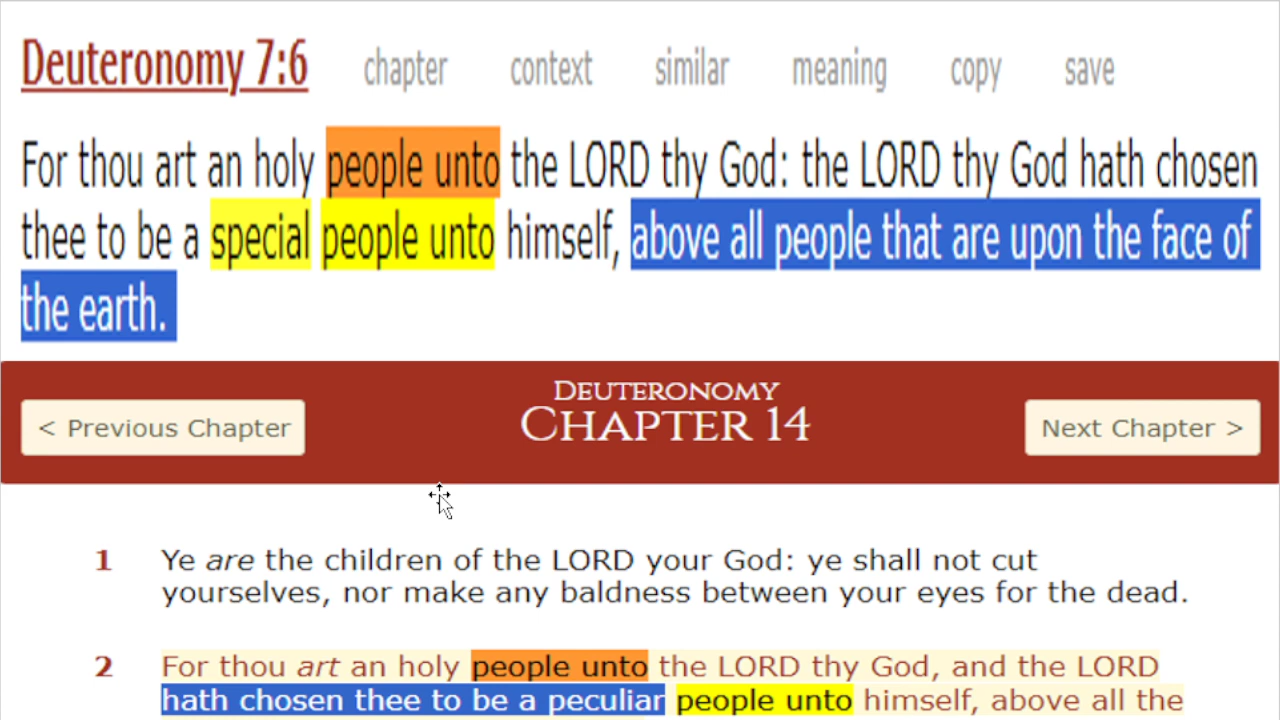 Deuteronomy 7:6 chapter context similar meaning copy save
For thou art an holy people unto the LORD thy God: the LORD thy God hath chosen
thee to be a special people unto himself, above all people that are upon the face of
the earth.
DEUTERONOMY
< Previous Chapter CHAPTER 14 Next Chapter >
1 Ye are the children of the LORD your God: ye shall not cut
yourselves, nor make any baldness between your eyes for the dead.
2 For thou art an holy people unto the LORD thy God, and the LORD
hath chosen thee to be a peculiar people unto himself, above all the